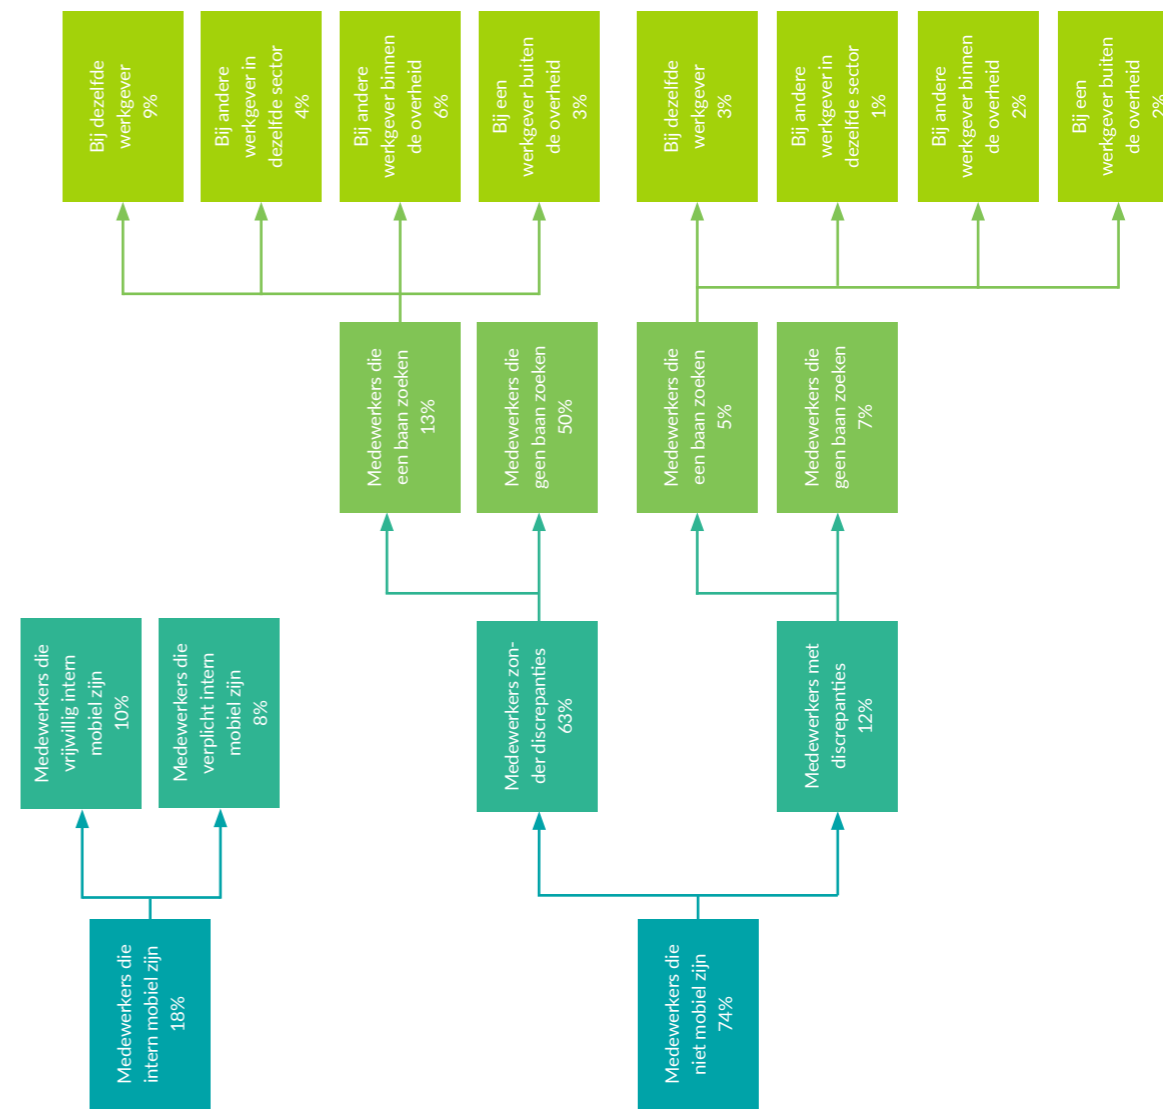 Medewerkers die
intern mobiel zijn
18%
Medewerkers die
vrijwillig intern
mobiel zijn
10%
Medewerkers die
verplicht intern
mobiel zijn
8%
Medewerkers die
niet mobiel zijn
74%
Medewerkers zon-
der discrepanties
63%
Medewerkers met
discrepanties
12%
Medewerkers die
een baan zoeken
13%
Medewerkers die
geen baan zoeken
50%
Medewerkers die
een baan zoeken
5%
Medewerkers die
geen baan zoeken
7%
Bij dezelfde
werkgever
9%
Bij andere
werkgever in
dezelfde sector
4%
Bij andere
werkgever binnen
de overheid
6%
Bij een
werkgever buiten
de overheid
3%
Bij dezelfde
werkgever
3%
Bij andere
werkgever in
dezelfde sector
1%
Bij andere
werkgever binnen
de overheid
2%
Bij een
werkgever buiten
de overheid
2%